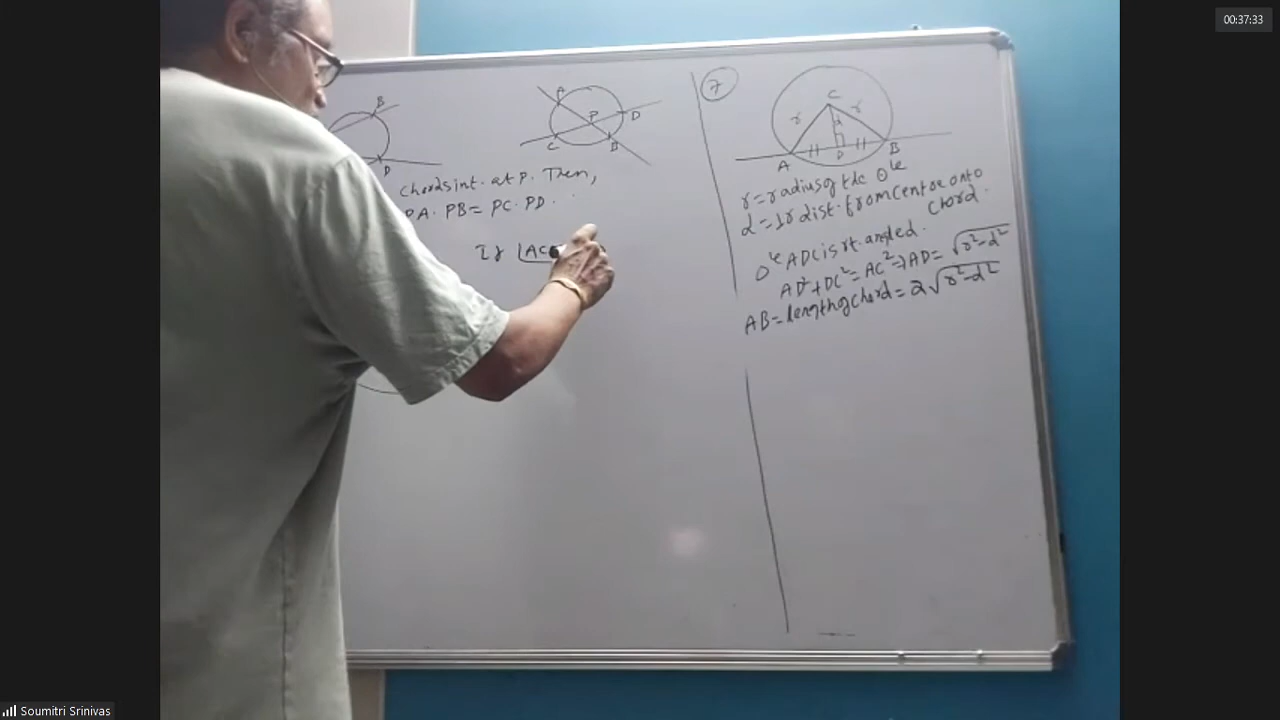 00:37:33
B
D
A
P
D
C
B
chords int. at P. Then,
PA. PB = PC. PD.
If ∠AC
7
C
r
r
d
A
D
B
r = radius of the ⊙le
d = ⊥r dist. from centre onto
chord.
△le ADC is rt. angled.
AD²+DC² = AC² ⇒ AD = √r²-d²
AB = length of chord = 2√r²-d²
Soumitri Srinivas